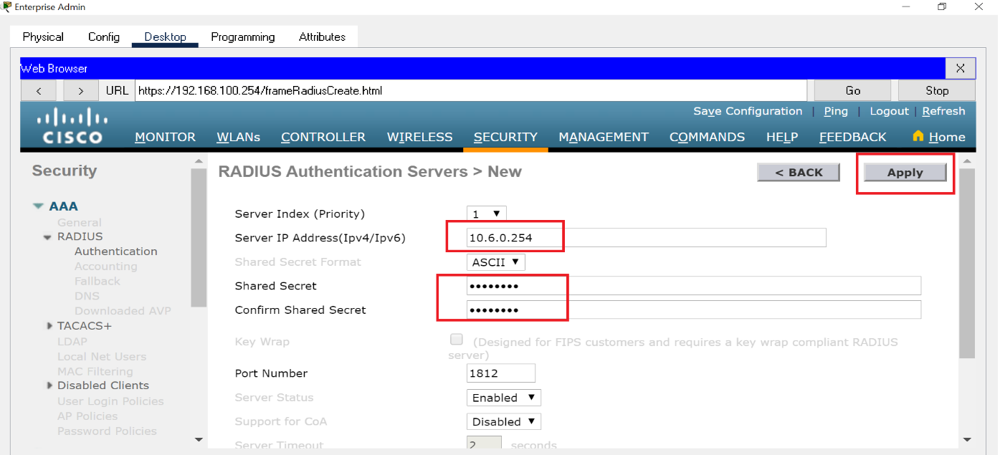 Enterprise Admin
Physical Config Desktop Programming Attributes
Web Browser X
< > URL https://192.168.100.254/frameRadiusCreate.html Go Stop
Save Configuration | Ping | Logout | Refresh
CISCO MONITOR WLANs CONTROLLER WIRELESS SECURITY MANAGEMENT COMMANDS HELP FEEDBACK Home
Security
AAA
General
RADIUS
Authentication
Accounting
Fallback
DNS
Downloaded AVP
TACACS+
LDAP
Local Net Users
MAC Filtering
Disabled Clients
User Login Policies
AP Policies
Password Policies
RADIUS Authentication Servers > New < BACK Apply
Server Index (Priority) 1
Server IP Address(Ipv4/Ipv6) 10.6.0.254
Shared Secret Format ASCII
Shared Secret ••••••••
Confirm Shared Secret ••••••••
Key Wrap (Designed for FIPS customers and requires a key wrap compliant RADIUS
server)
Port Number 1812
Server Status Enabled
Support for CoA Disabled
Server Timeout 2 seconds